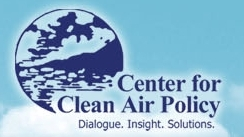 Center for
Clean Air Policy
Dialogue. Insight. Solutions.